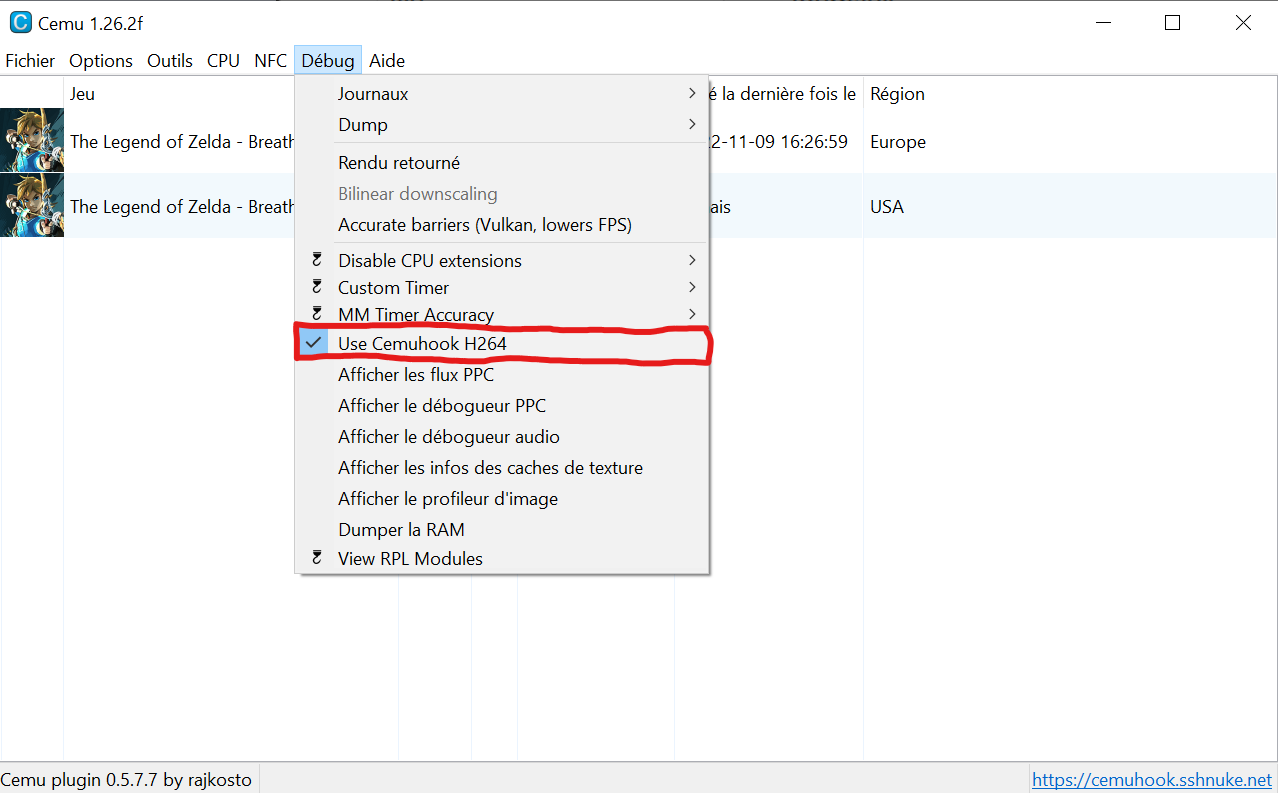 Cemu 1.26.2f
Fichier Options Outils CPU NFC Débug Aide
Jeu é la dernière fois le Région
The Legend of Zelda - Breath 2-11-09 16:26:59 Europe
The Legend of Zelda - Breath ais USA
Journaux
Dump
Rendu retourné
Bilinear downscaling
Accurate barriers (Vulkan, lowers FPS)
Disable CPU extensions
Custom Timer
MM Timer Accuracy
Use Cemuhook H264
Afficher les flux PPC
Afficher le débogueur PPC
Afficher le débogueur audio
Afficher les infos des caches de texture
Afficher le profileur d'image
Dumper la RAM
View RPL Modules
Cemu plugin 0.5.7.7 by rajkosto https://cemuhook.sshnuke.net